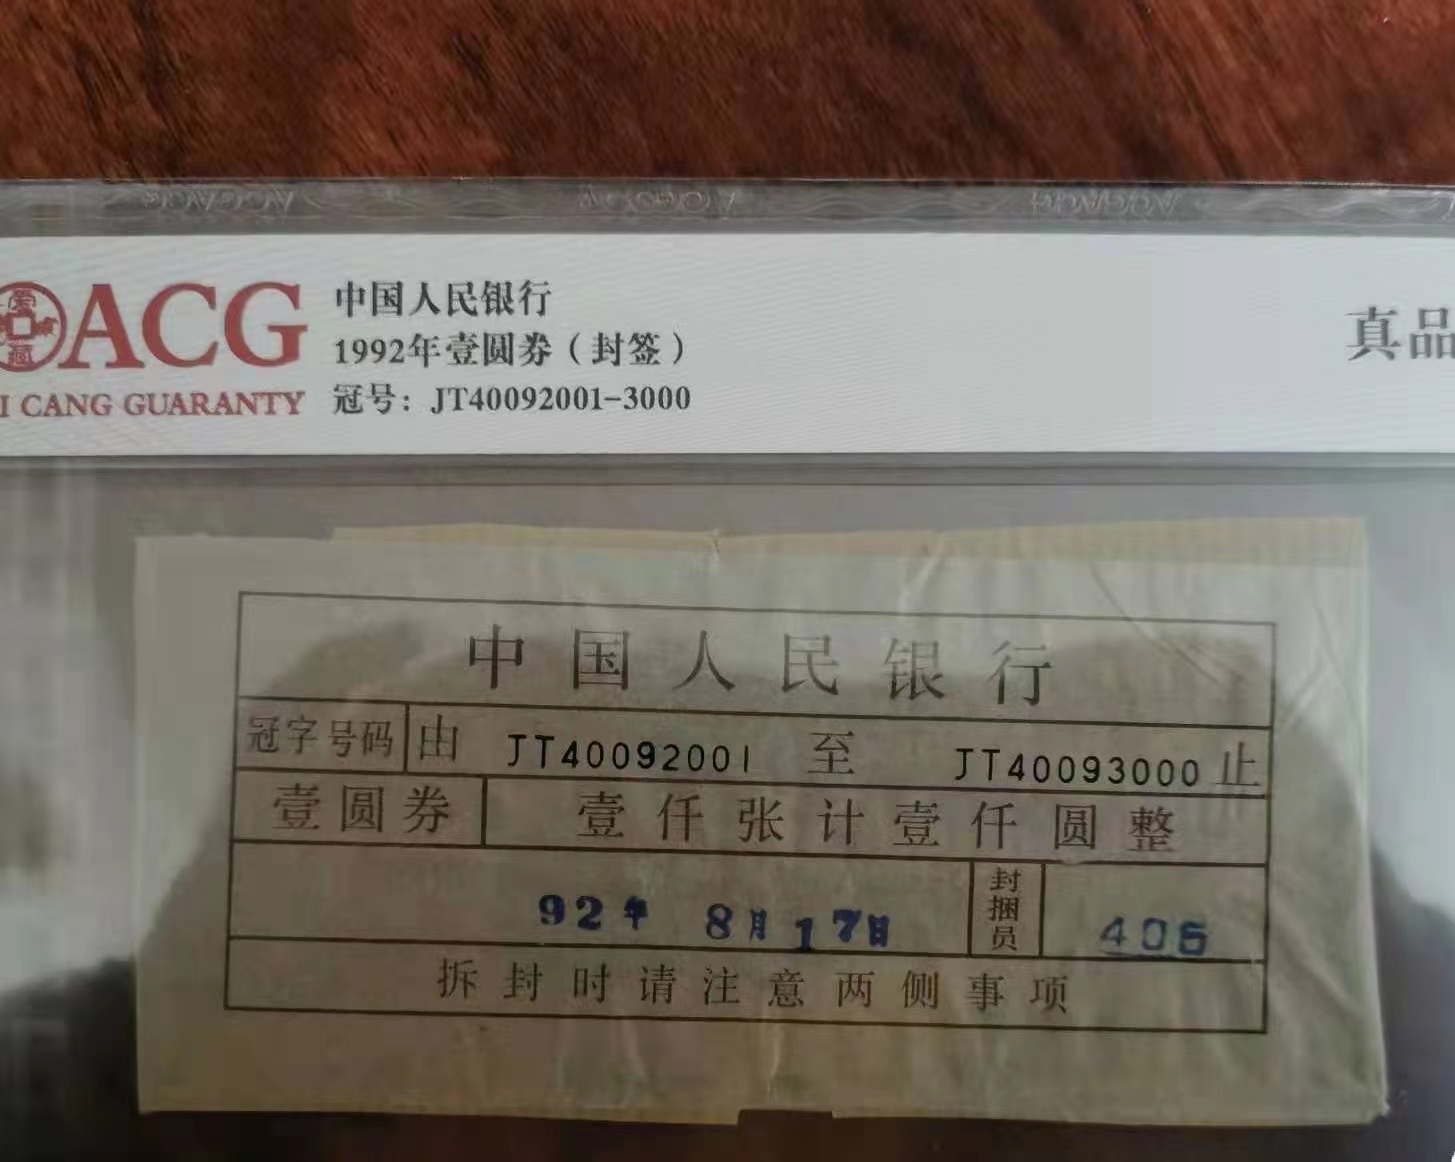 ACG
中国人民银行
1992年壹圆券（封签）
真品
I CANG GUARANTY
冠号：JT40092001-3000
中国人民银行
冠字号码 由 JT40092001 至 JT40093000 止
壹圆券 壹仟张计壹仟圆整
92年 8月17日 封捆员 406
拆封时请注意两侧事项